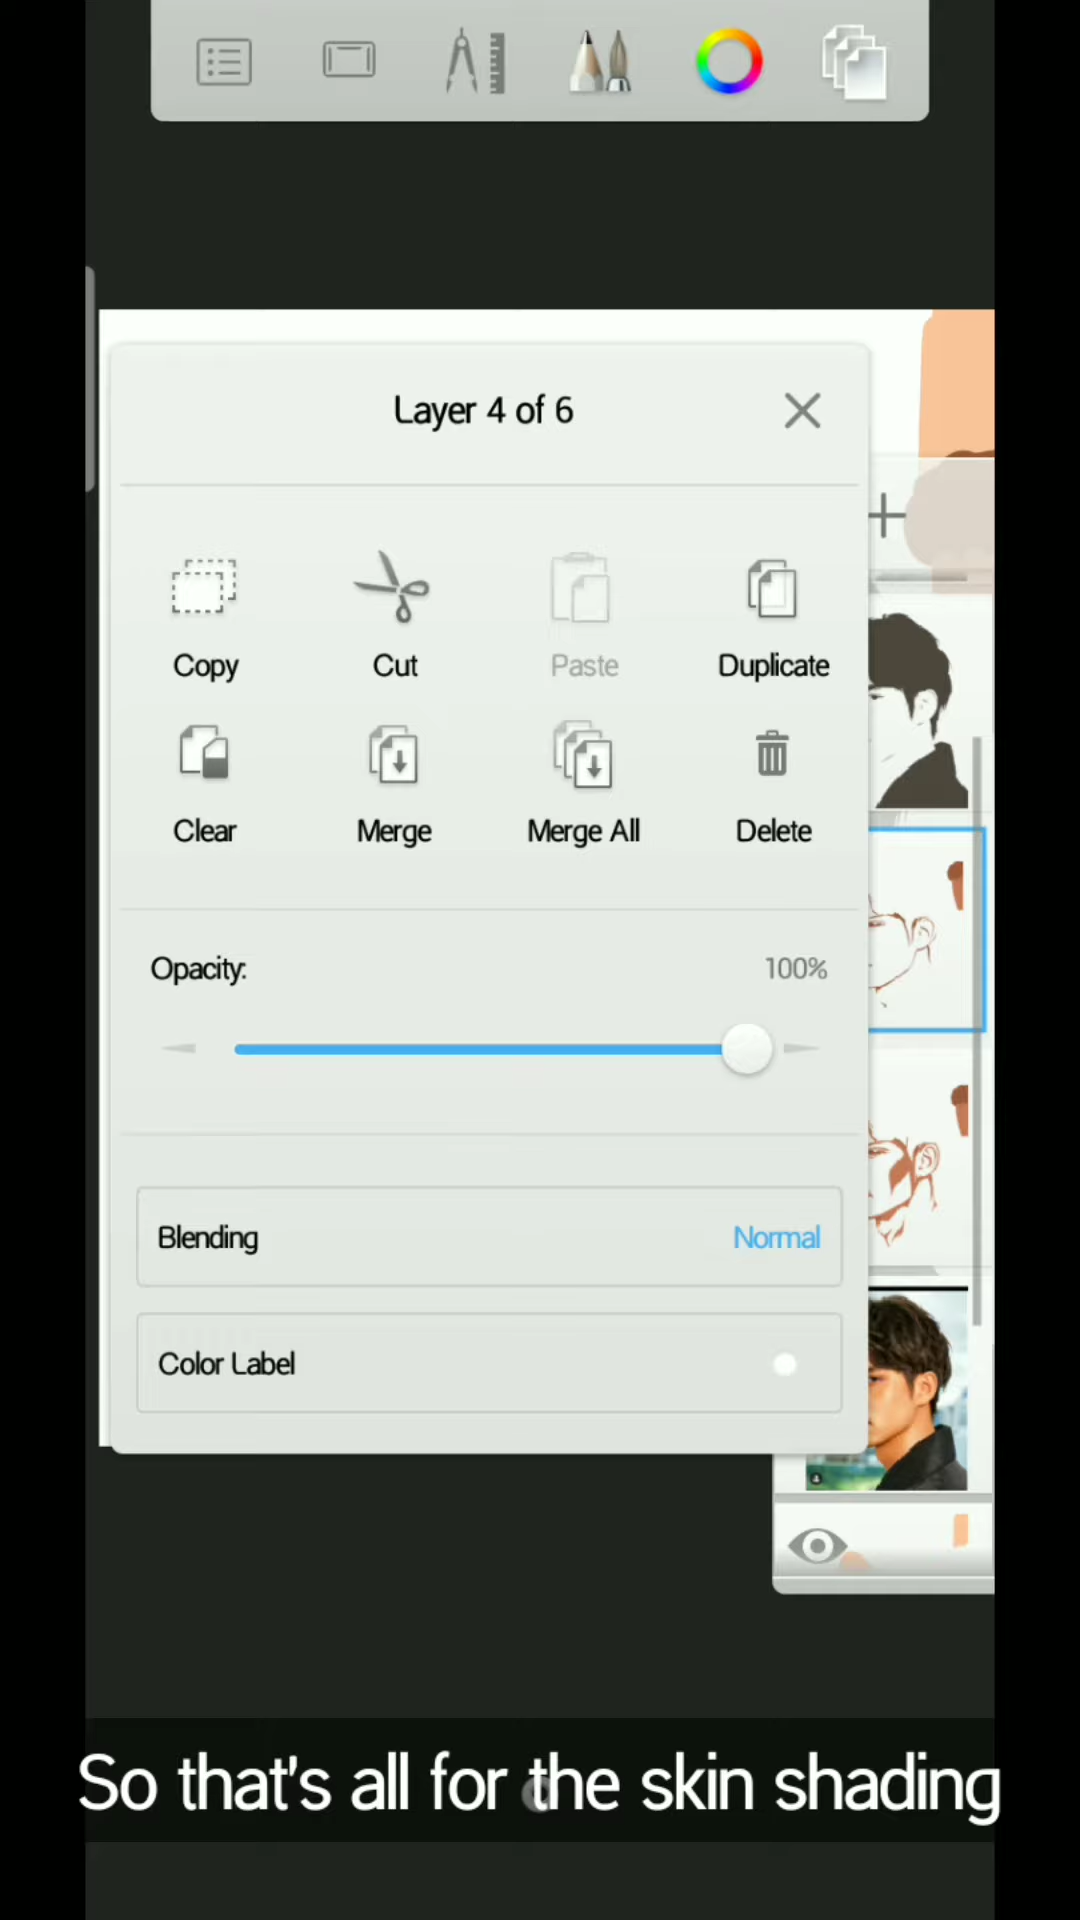 Layer 4 of 6
Copy
Cut
Paste
Duplicate
Clear
Merge
Merge All
Delete
Opacity:
100%
Blending
Normal
Color Label
So that's all for the skin shading